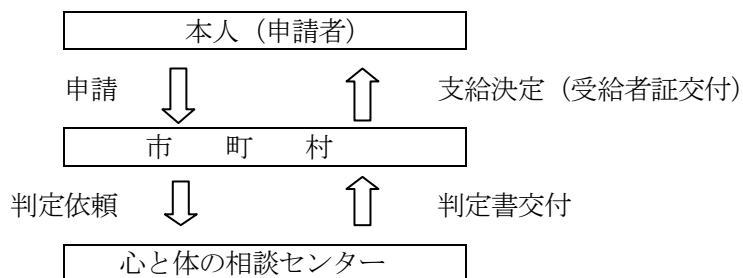 本人（申請者）
申請　支給決定（受給者証交付）
市　町　村
判定依頼　判定書交付
心と体の相談センター